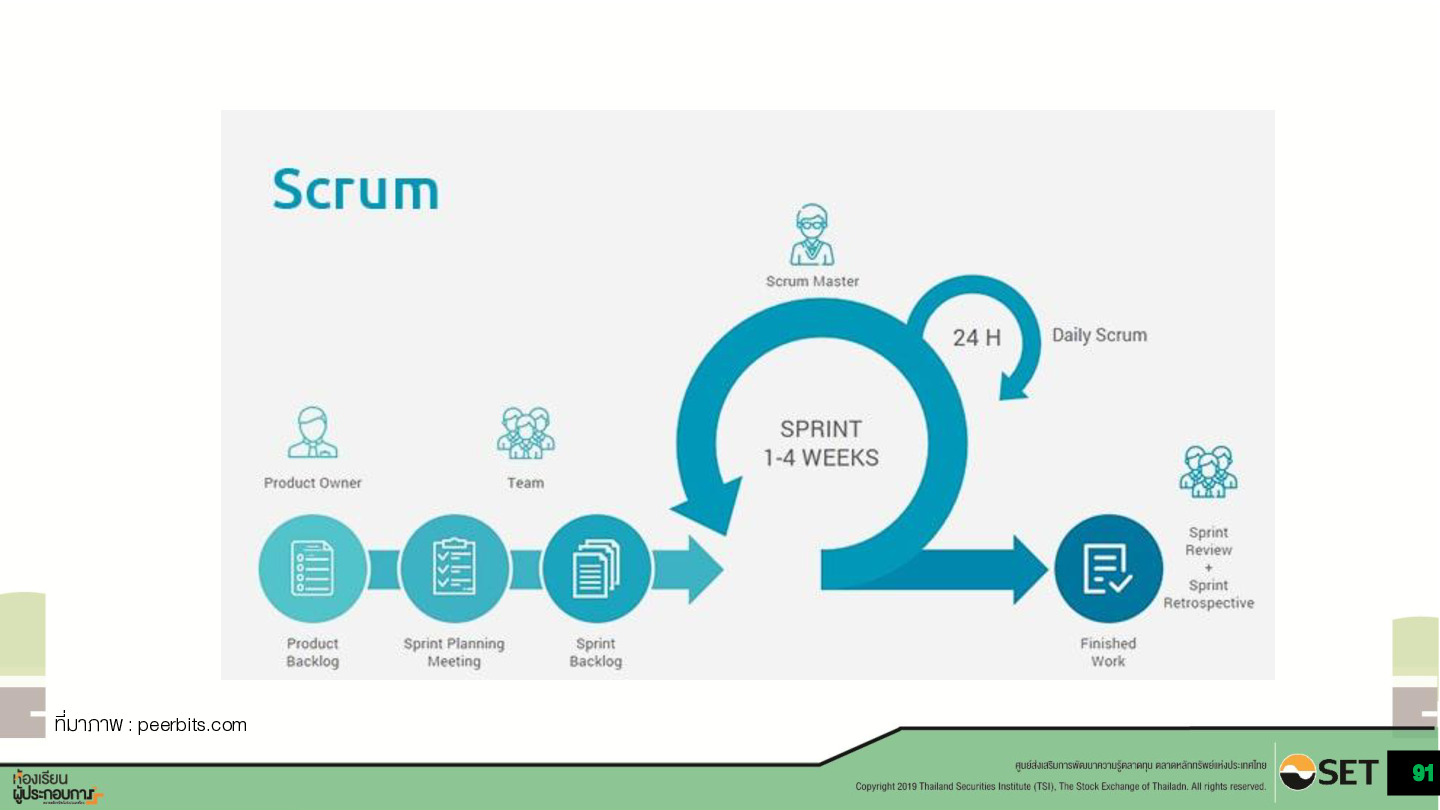 Scrum
Scrum Master
24 H
Daily Scrum
SPRINT
1-4 WEEKS
Product Owner
Team
Sprint
Review
+
Sprint
Retrospective
Product
Backlog
Sprint Planning
Meeting
Sprint
Backlog
Finished
Work
ที่มาภาพ : peerbits.com
ห้องเรียน
ผู้ประกอบการ
ศูนย์ส่งเสริมการพัฒนาความรู้ตลาดทุน ตลาดหลักทรัพย์แห่งประเทศไทย
Copyright 2019 Thailand Securities Institute (TSI), The Stock Exchange of Thailadn. All rights reserved.
SET
91